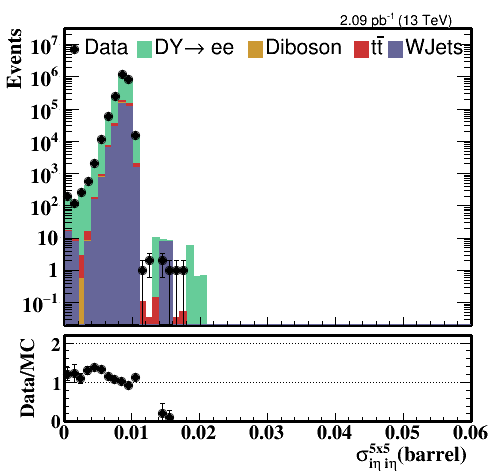 2.09 pb⁻¹ (13 TeV)
Events
Data DY→ ee Diboson tt̄ WJets
10⁷
10⁶
10⁵
10⁴
10³
10²
10
1
10⁻¹
Data/MC
2
1
0
0 0.01 0.02 0.03 0.04 0.05 0.06
σ⁵ˣ⁵iηiη(barrel)